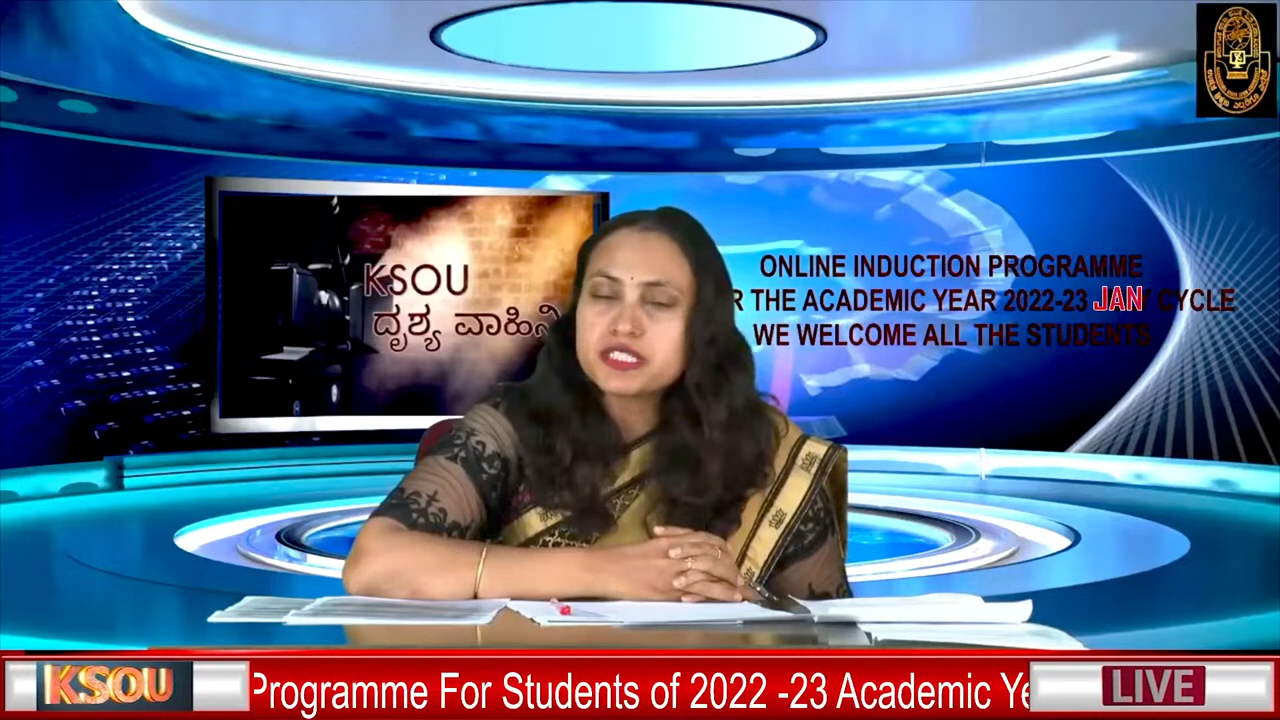 KSOU
ದೃಶ್ಯ ವಾಹಿನಿ
ONLINE INDUCTION PROGRAMME
R THE ACADEMIC YEAR 2022-23 JAN CYCLE
WE WELCOME ALL THE STUDENTS
KSOU
Programme For Students of 2022 -23 Academic Ye
LIVE